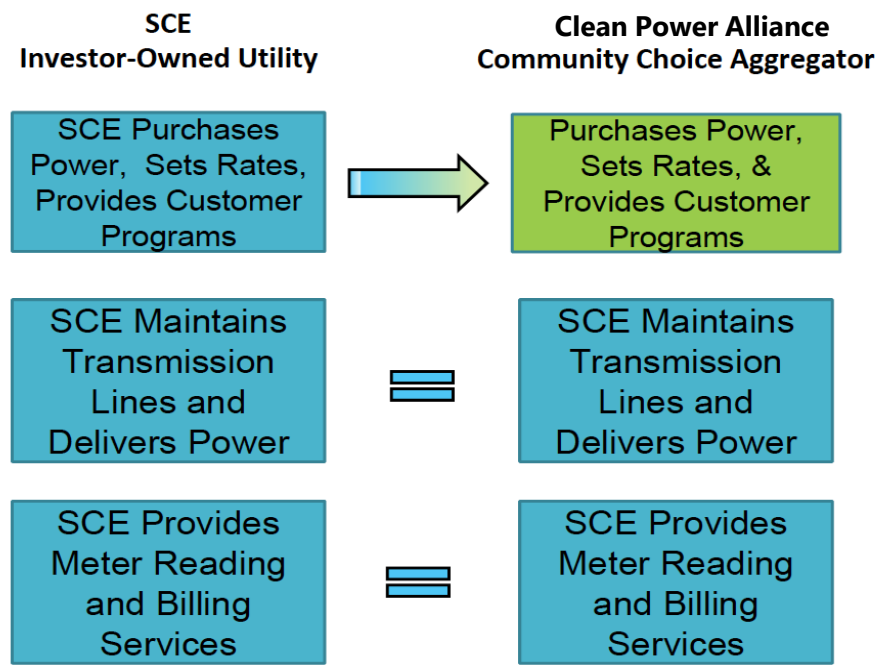 SCE
Investor-Owned Utility
Clean Power Alliance
Community Choice Aggregator
SCE Purchases
Power, Sets Rates,
Provides Customer
Programs
Purchases Power,
Sets Rates, &
Provides Customer
Programs
SCE Maintains
Transmission
Lines and
Delivers Power
SCE Maintains
Transmission
Lines and
Delivers Power
SCE Provides
Meter Reading
and Billing
Services
SCE Provides
Meter Reading
and Billing
Services